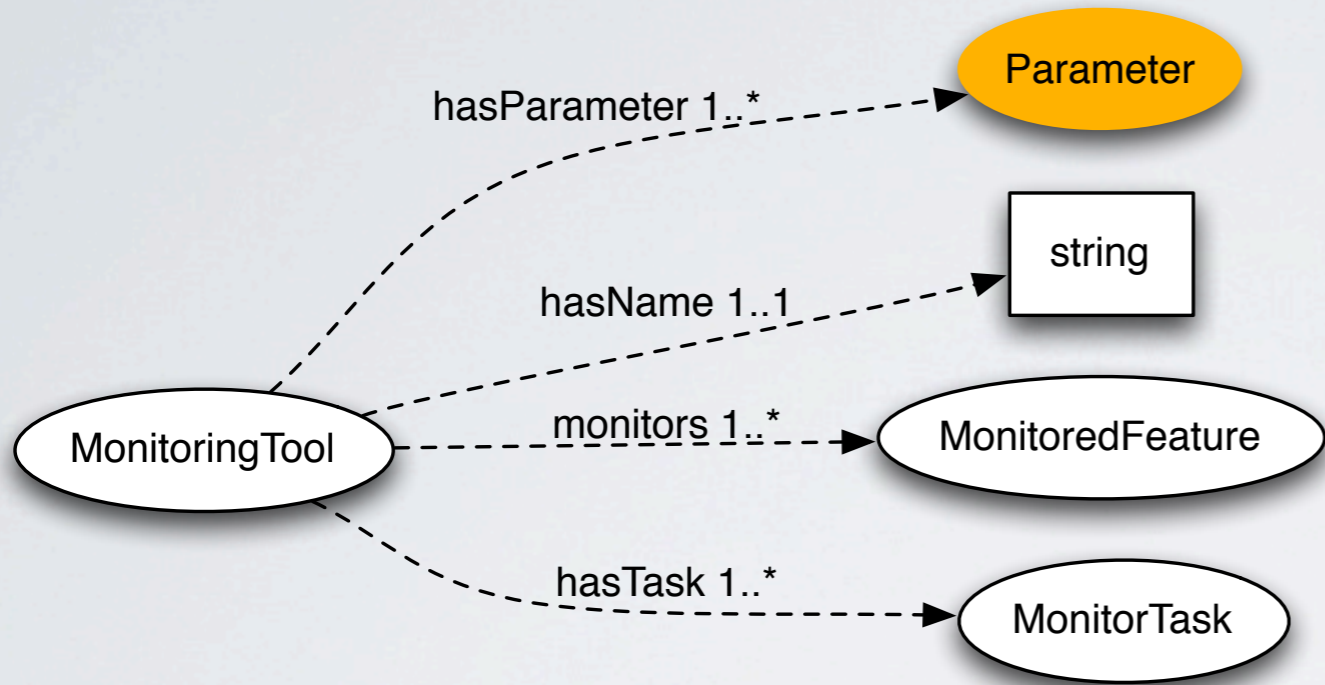 Parameter
hasParameter 1..*
string
hasName 1..1
monitors 1..*
MonitoredFeature
MonitoringTool
hasTask 1..*
MonitorTask